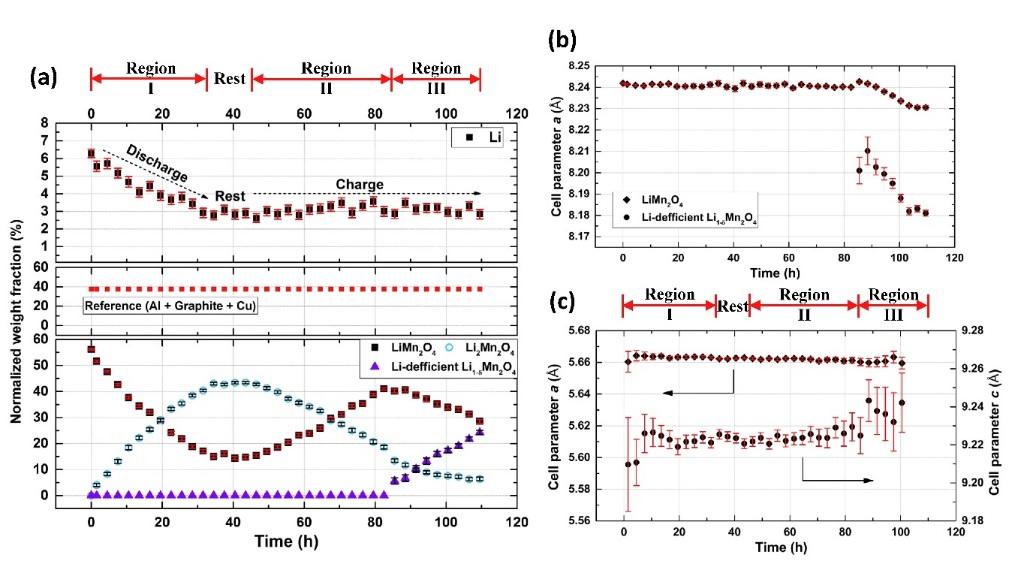 (a)
Region
I
Rest
Region
II
Region
III
0 20 40 60 80 100 120
Normalized weight fraction (%)
8
7
6
5
4
3
2
1
Li
Discharge
Rest
Charge
60
40
20
0
Reference (Al + Graphite + Cu)
60
50
40
30
20
10
0
LiMn2O4
Li2Mn2O4
Li-defficient Li1-δMn2O4
0 20 40 60 80 100 120
Time (h)
(b)
Cell parameter a (Å)
8.25
8.24
8.23
8.22
8.21
8.20
8.19
8.18
8.17
LiMn2O4
Li-defficient Li1-δMn2O4
0 20 40 60 80 100 120
Time (h)
(c)
Region
I
Rest
Region
II
Region
III
Cell parameter a (Å)
5.68
5.66
5.64
5.62
5.60
5.58
5.56
9.28
9.26
9.24
9.22
9.20
9.18
Cell parameter c (Å)
0 20 40 60 80 100 120
Time (h)